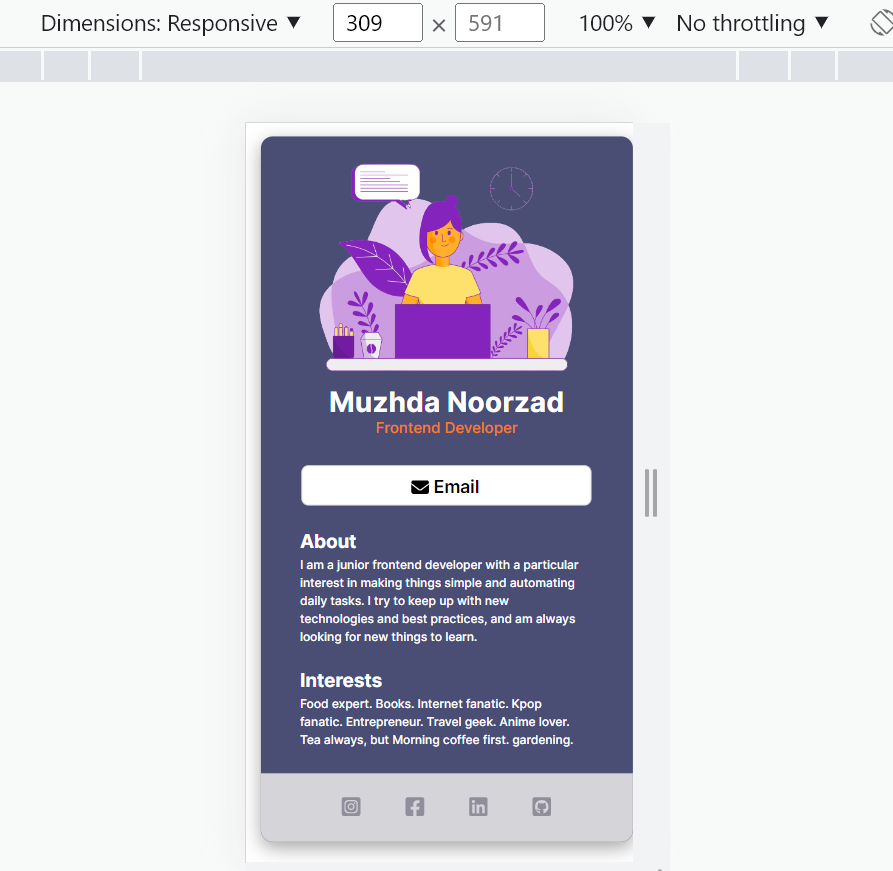 Dimensions: Responsive ▼ 309 × 591 100% ▼ No throttling ▼
Muzhda Noorzad
Frontend Developer
Email
About
I am a junior frontend developer with a particular
interest in making things simple and automating
daily tasks. I try to keep up with new
technologies and best practices, and am always
looking for new things to learn.
Interests
Food expert. Books. Internet fanatic. Kpop
fanatic. Entrepreneur. Travel geek. Anime lover.
Tea always, but Morning coffee first. gardening.